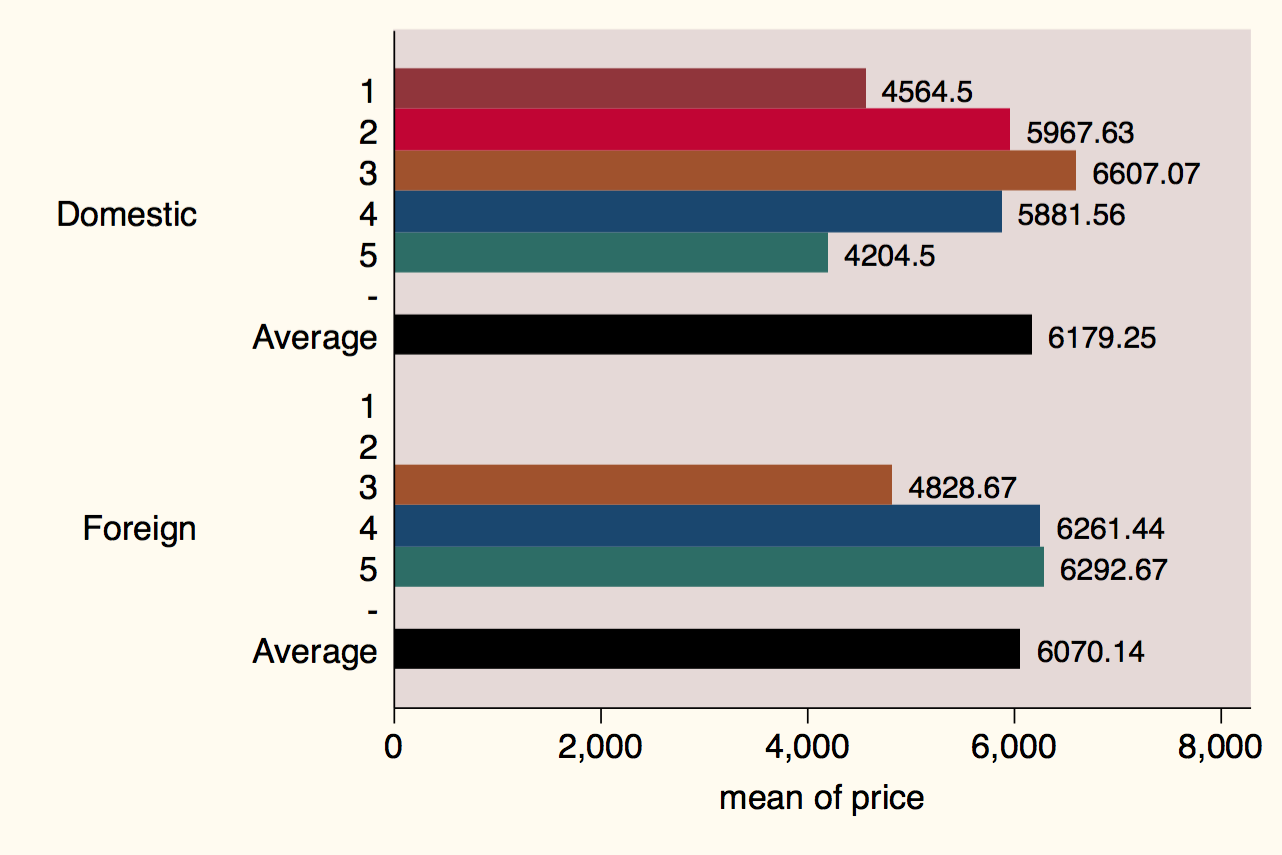 1 4564.5
2 5967.63
3 6607.07
Domestic 4 5881.56
5 4204.5
-
Average 6179.25
1
2
3 4828.67
Foreign 4 6261.44
5 6292.67
-
Average 6070.14
0 2,000 4,000 6,000 8,000
mean of price